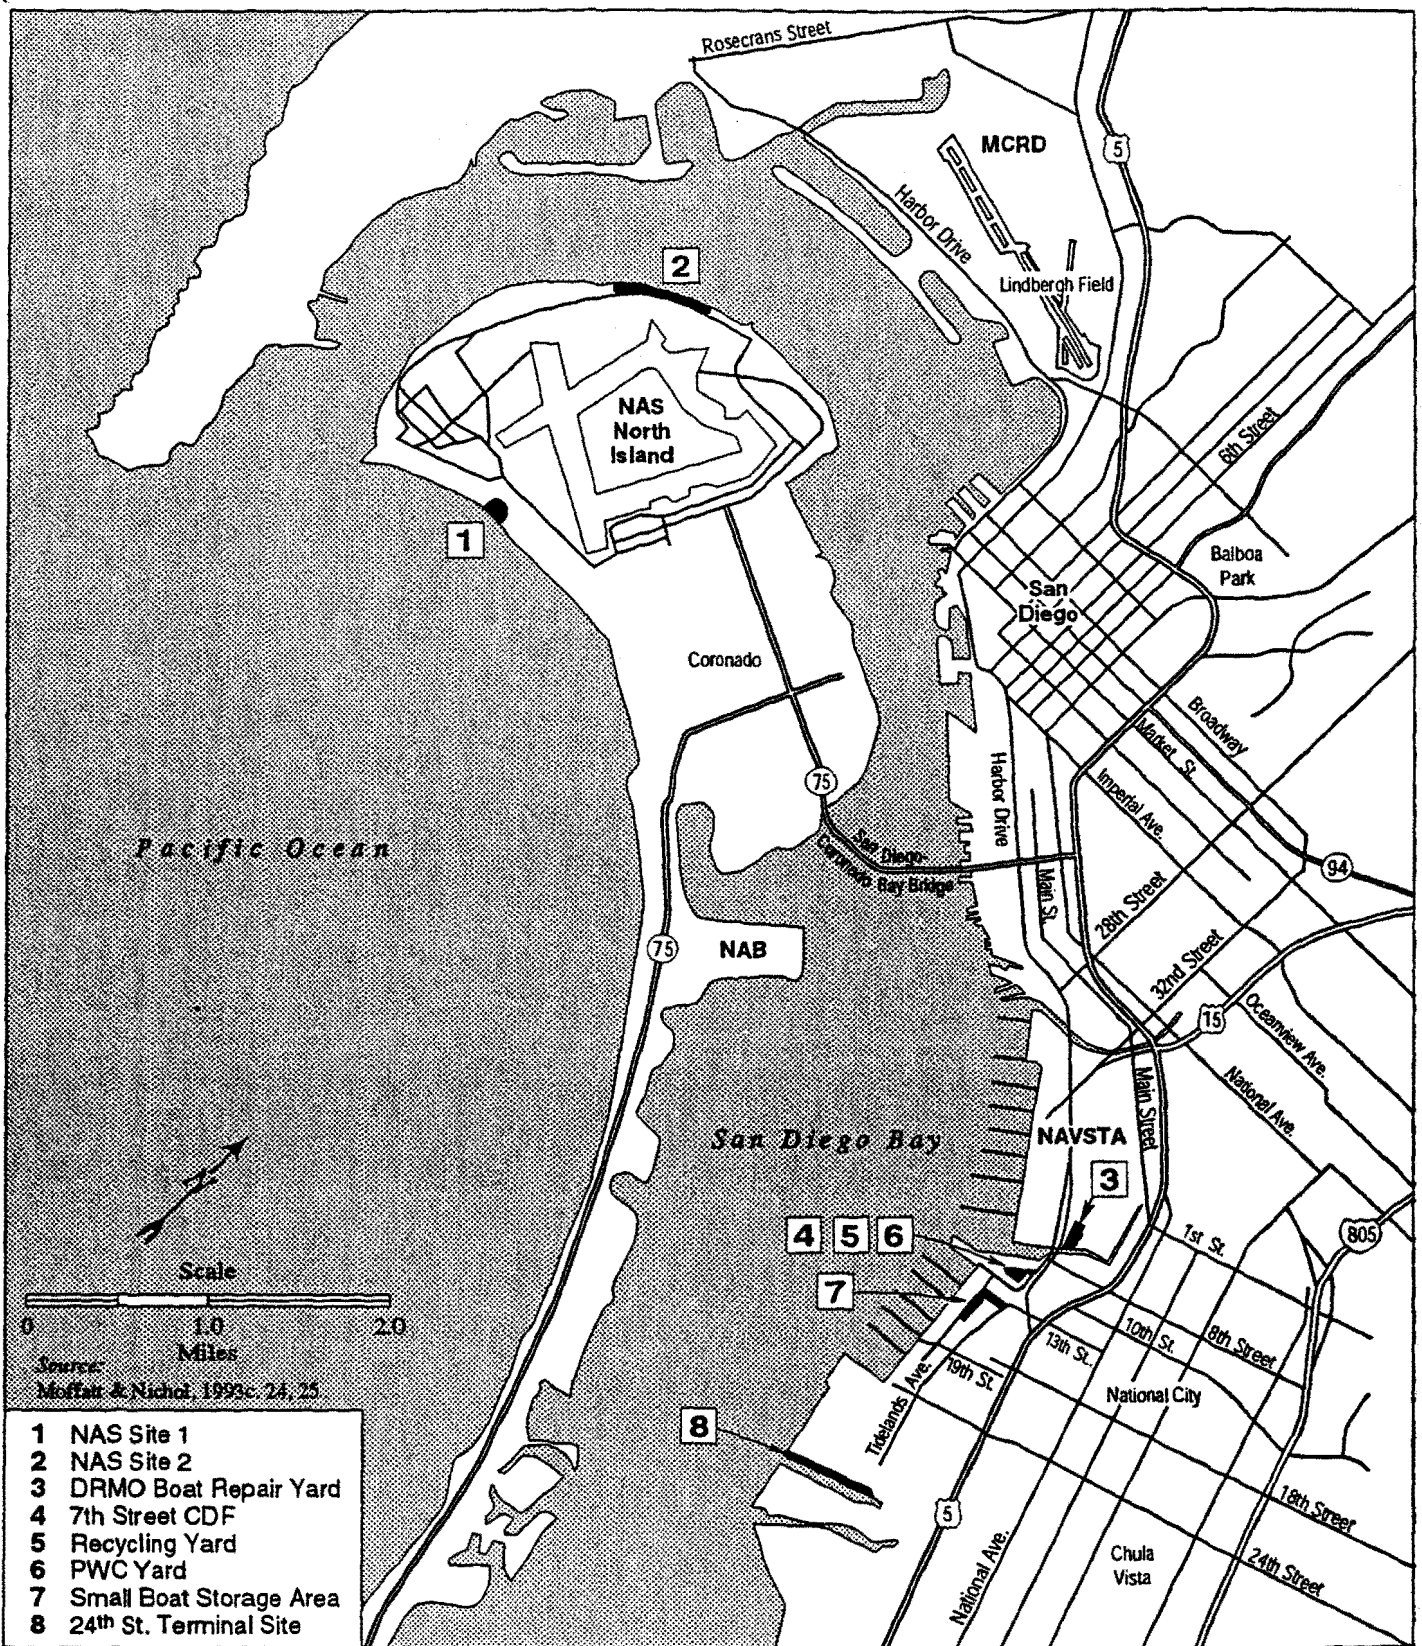 Rosecrans Street
MCRD
5
Harbor Drive
Lindbergh Field
2
NAS
North
Island
6th Street
1
Balboa
Park
San
Diego
Coronado
Broadway
Market St.
75
Harbor Drive
Imperial Ave.
Pacific Ocean
San Diego-
Coronado Bay Bridge
94
Main St.
28th Street
75
NAB
32nd Street
15
Oceanview Ave.
National Ave.
Main Street
San Diego Bay
NAVSTA
N
3
4 5 6
1st St.
805
7
Scale
0 1.0 2.0
Miles
Source:
Moffatt & Nichol, 1993c. 24, 25
13th St.
10th St.
8th Street
19th St.
Tidelands Ave.
National City
8
5
18th Street
24th Street
National Ave.
Chula
Vista
1 NAS Site 1
2 NAS Site 2
3 DRMO Boat Repair Yard
4 7th Street CDF
5 Recycling Yard
6 PWC Yard
7 Small Boat Storage Area
8 24th St. Terminal Site